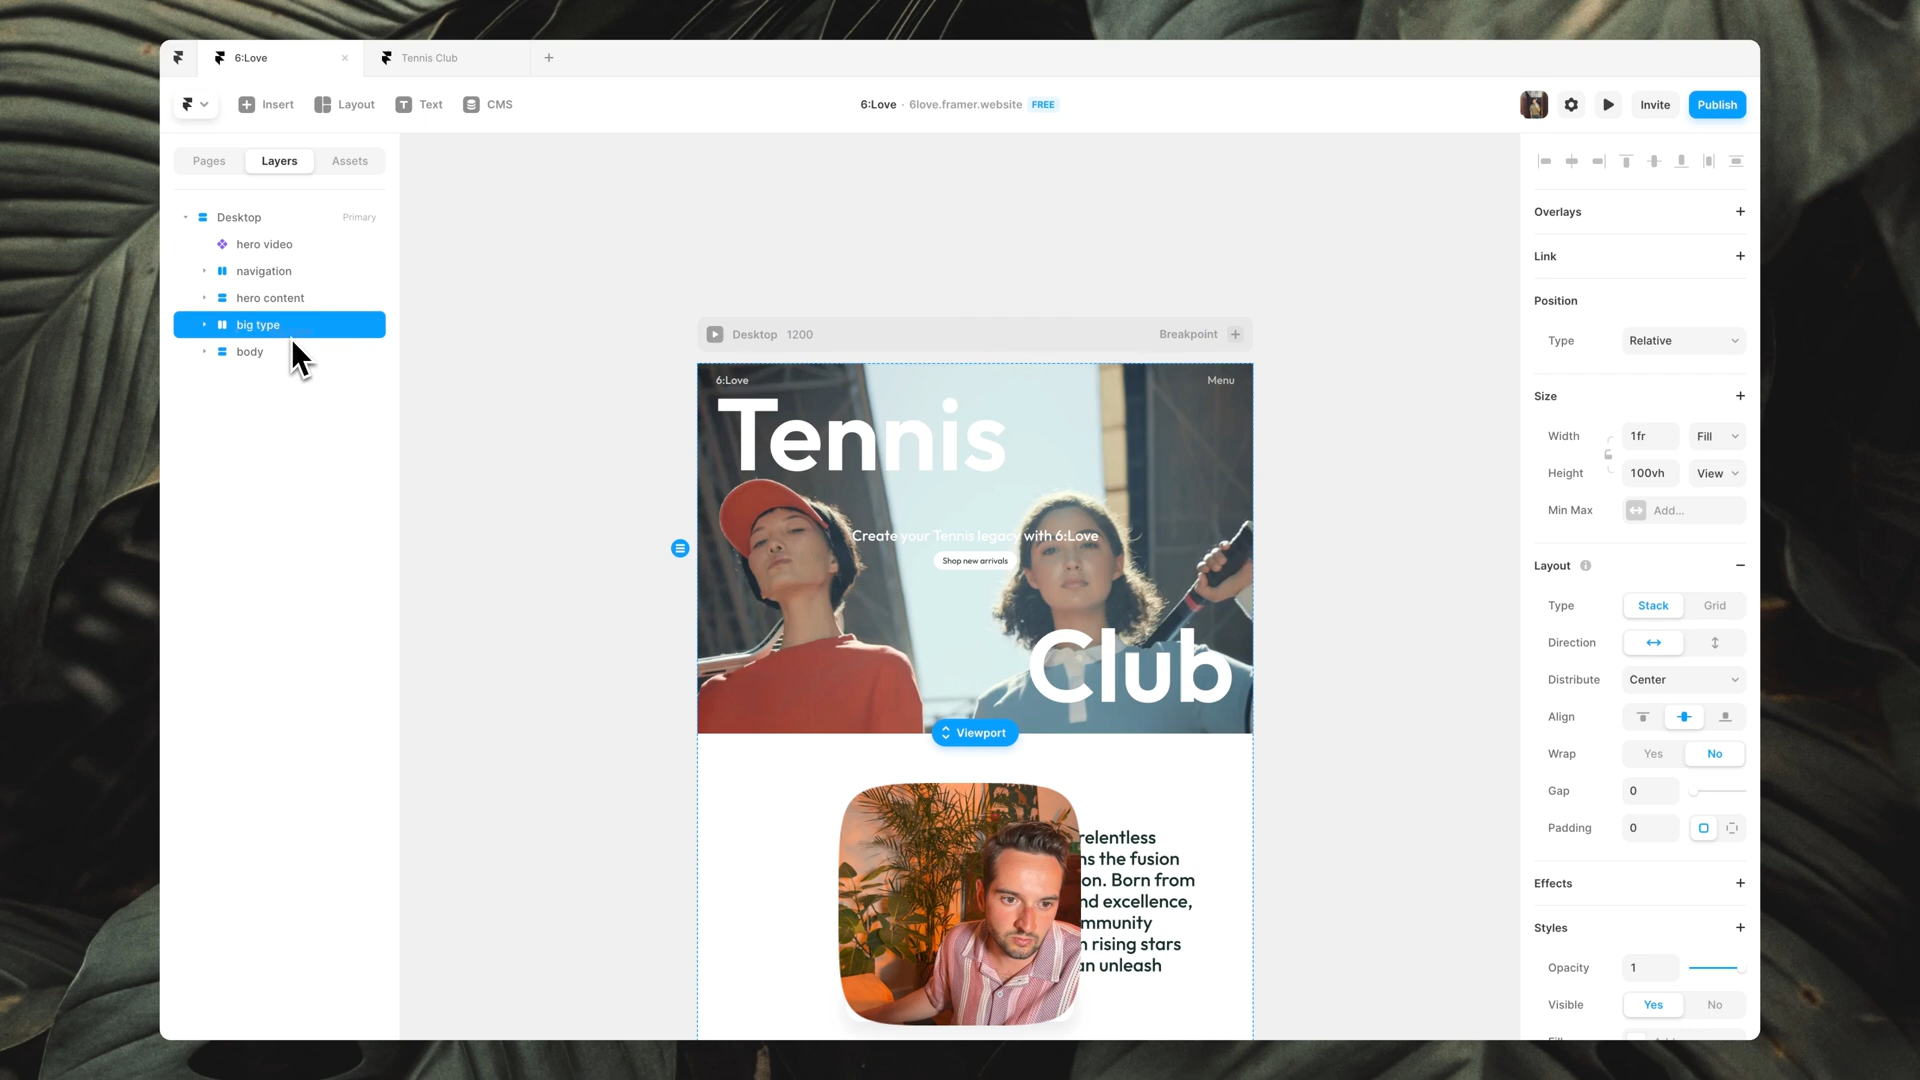 6:Love
Tennis Club
Insert
Layout
Text
CMS
6:Love · 6love.framer.website FREE
Invite
Publish
Pages
Layers
Assets
Desktop
Primary
hero video
navigation
hero content
big type
body
Desktop 1200
Breakpoint
6:Love
Menu
Tennis
Create your Tennis legacy with 6:Love
Shop new arrivals
Club
Viewport
relentless
the fusion
Born from
excellence,
rising stars
unleash
Overlays
Link
Position
Type
Relative
Size
Width
1fr
Fill
Height
100vh
View
Min Max
Add...
Layout
Type
Stack
Grid
Direction
Distribute
Center
Align
Wrap
Yes
No
Gap
0
Padding
0
Effects
Styles
Opacity
1
Visible
Yes
No